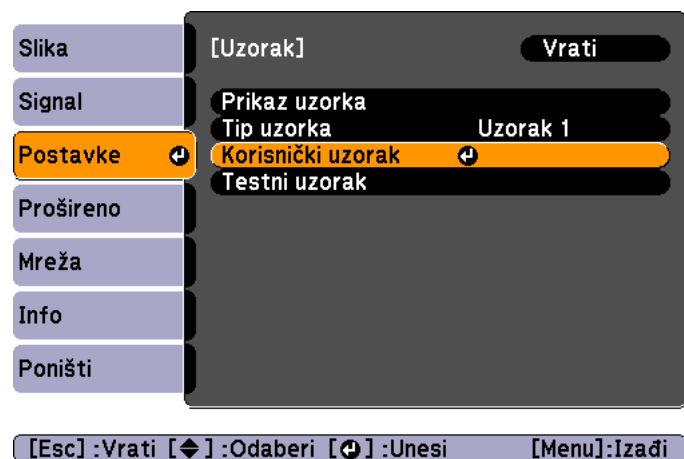 Slika
Signal
Postavke
Prošireno
Mreža
Info
Poništi
[Uzorak] Vrati
Prikaz uzorka
Tip uzorka Uzorak 1
Korisnički uzorak
Testni uzorak
[Esc] :Vrati [◆] :Odaberi [⏎] :Unesi [Menu]:Izađi